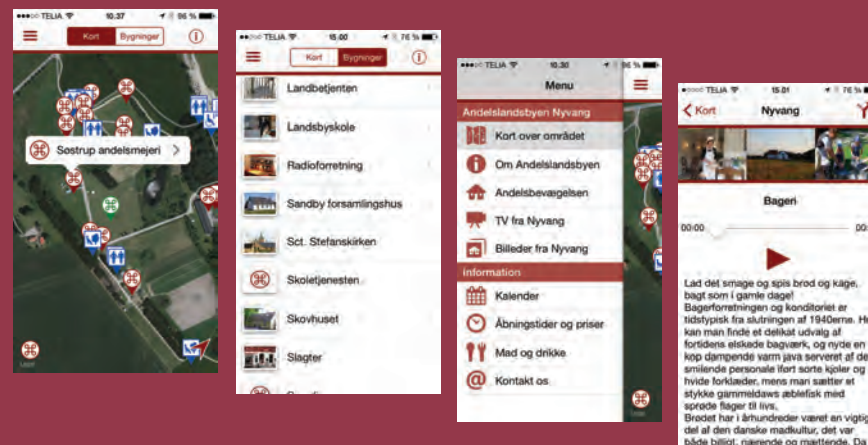 TELIA 10.37 96 %
Kort Bygninger
Søstrup andelsmejeri
Legal
TELIA 15.00 76 %
Kort Bygninger
Landbetjenten
Landsbyskole
Radioforretning
Sandby forsamlingshus
Sct. Stefanskirken
Skoletjenesten
Skovhuset
Slagter
TELIA 10.30 96 %
Menu
Andelslandsbyen Nyvang
Kort over området
Om Andelslandsbyen
Andelsbevægelsen
TV fra Nyvang
Billeder fra Nyvang
Information
Kalender
Åbningstider og priser
Mad og drikke
Kontakt os
TELIA 15.01 76 %
Kort Nyvang
Bageri
00:00 00:
Lad det smage og spis brød og kage,
bagt som i gamle dage!
Bagerforretningen og konditoriet er
tidstypisk fra slutningen af 1940erne. He
kan man finde et delikat udvalg af
fortidens elskede bagværk, og nyde en
kop dampende varm java serveret af de
smilende personale iført sorte kjoler og
hvide forklæder, mens man sætter et
stykke gammeldaws æblefisk med
sprøde flager til livs.
Brødet har i århundreder været en vigtig
del af den danske madkultur, det var
både billigt, nærende og mættende. Da